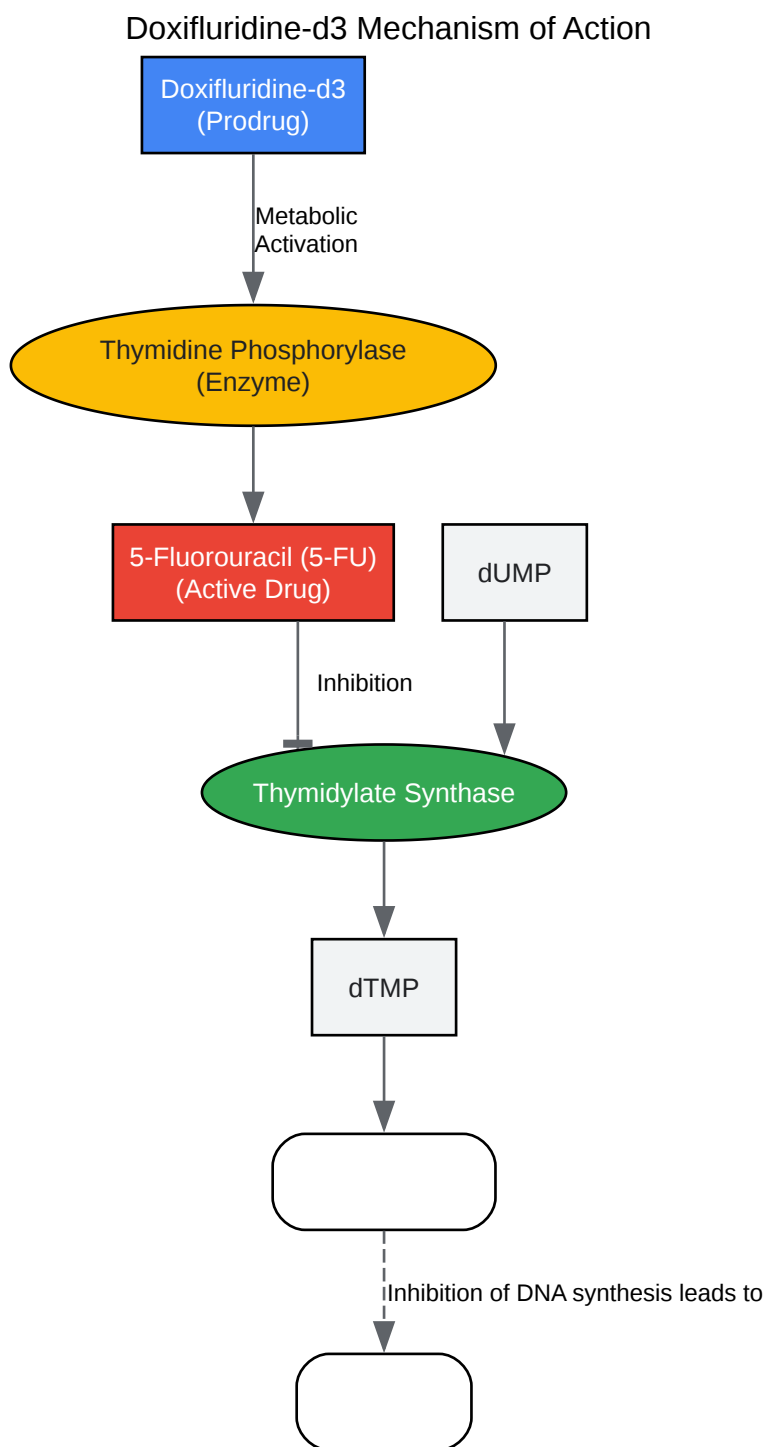 Doxifluridine-d3 Mechanism of Action
Doxifluridine-d3
(Prodrug)
Metabolic
Activation
Thymidine Phosphorylase
(Enzyme)
5-Fluorouracil (5-FU)
(Active Drug)
dUMP
Inhibition
Thymidylate Synthase
dTMP
Inhibition of DNA synthesis leads to